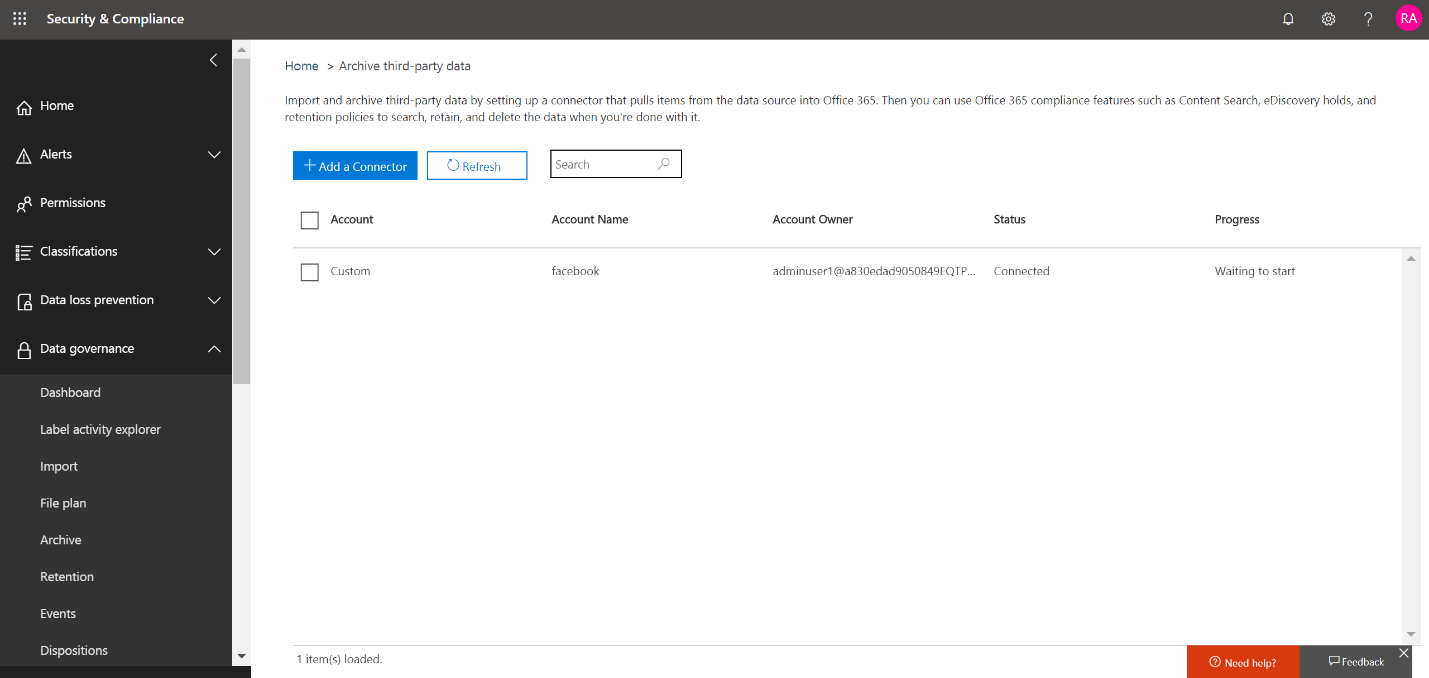 Security & Compliance
RA
Home
Alerts
Permissions
Classifications
Data loss prevention
Data governance
Dashboard
Label activity explorer
Import
File plan
Archive
Retention
Events
Dispositions
Home > Archive third-party data
Import and archive third-party data by setting up a connector that pulls items from the data source into Office 365. Then you can use Office 365 compliance features such as Content Search, eDiscovery holds, and
retention policies to search, retain, and delete the data when you're done with it.
+ Add a Connector Refresh Search
Account Account Name Account Owner Status Progress
Custom facebook adminuser1@a830edad9050849EQTP... Connected Waiting to start
1 item(s) loaded.
Need help? Feedback